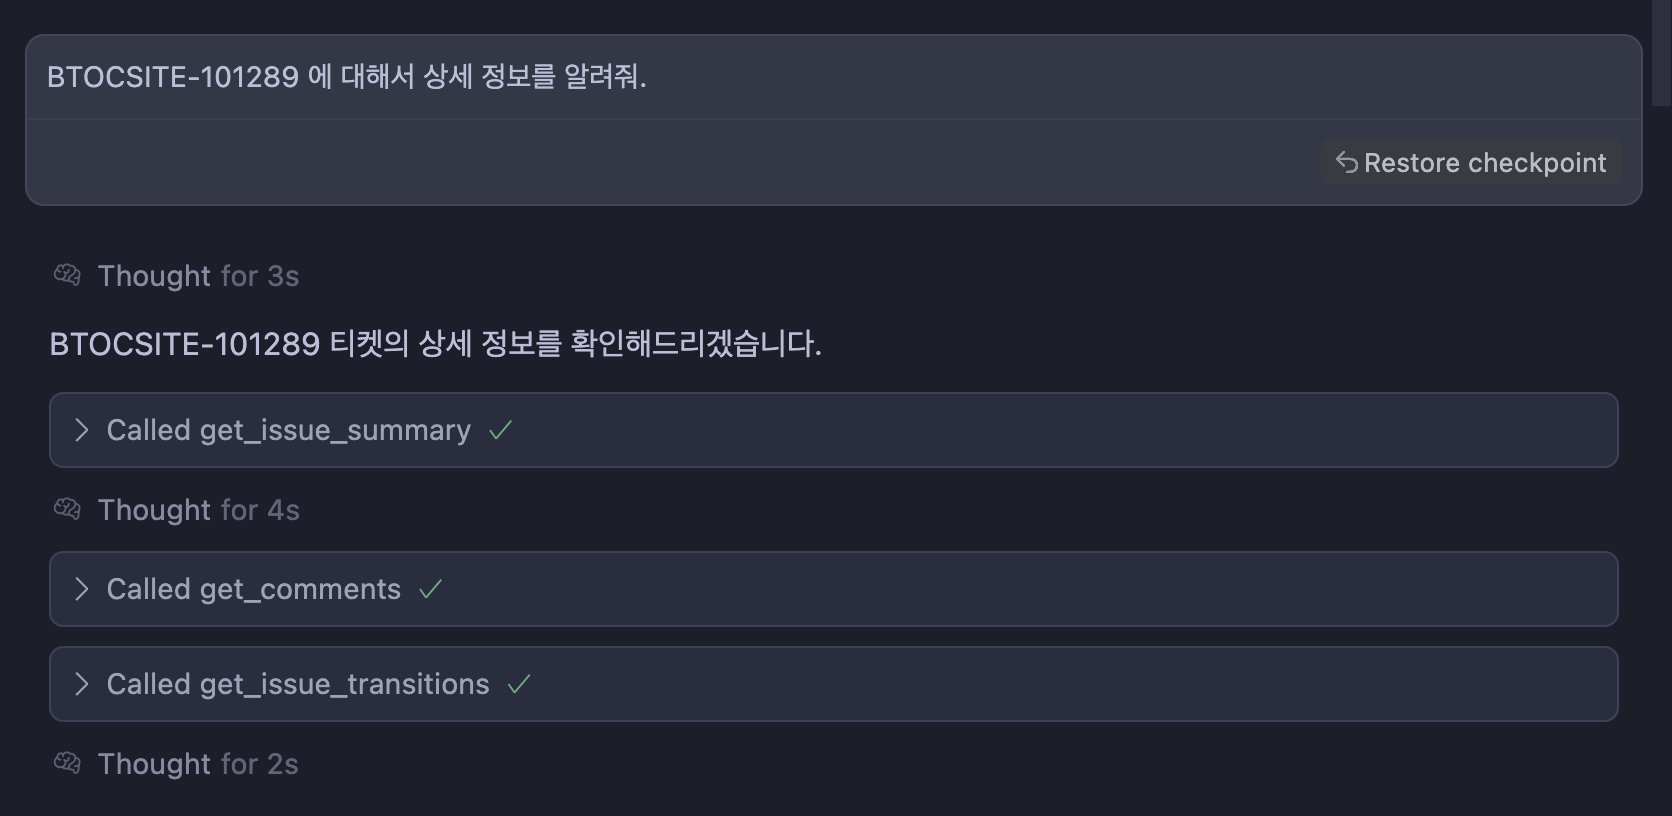 BTOCSITE-101289 에 대해서 상세 정보를 알려줘.
Restore checkpoint
Thought for 3s
BTOCSITE-101289 티켓의 상세 정보를 확인해드리겠습니다.
Called get_issue_summary
Thought for 4s
Called get_comments
Called get_issue_transitions
Thought for 2s